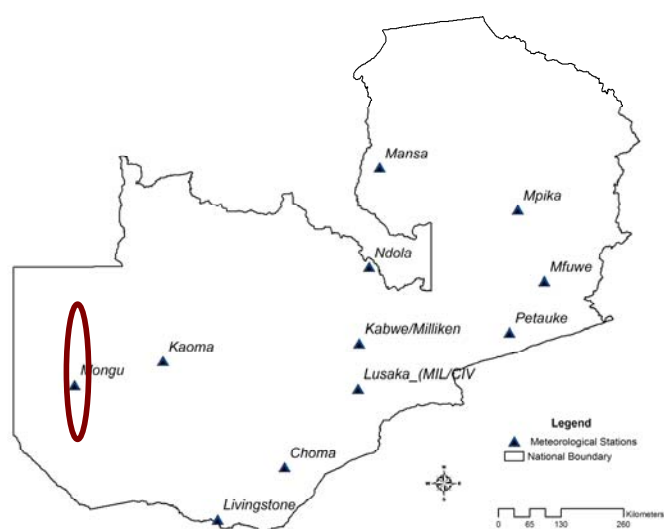 Mansa
Mpika
Ndola
Mfuwe
Petauke
Kabwe/Milliken
Kaoma
Mongu
Lusaka_(MIL/CIV
Choma
Livingstone
Legend
Meteorological Stations
National Boundary
Kilometers
0 65 130 260